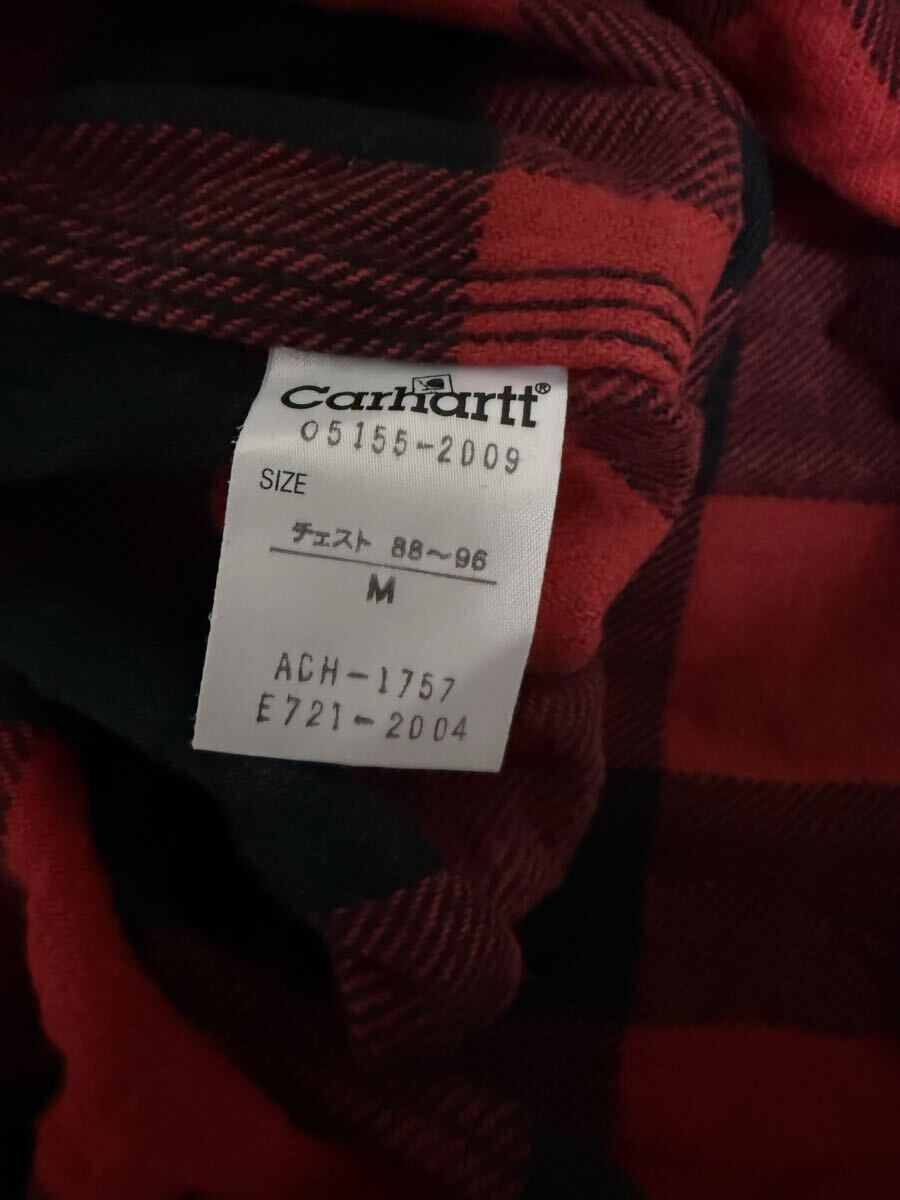 Carhartt®
05155-2009
SIZE
チェスト 88～96
M
ACH-1757
E721-2004